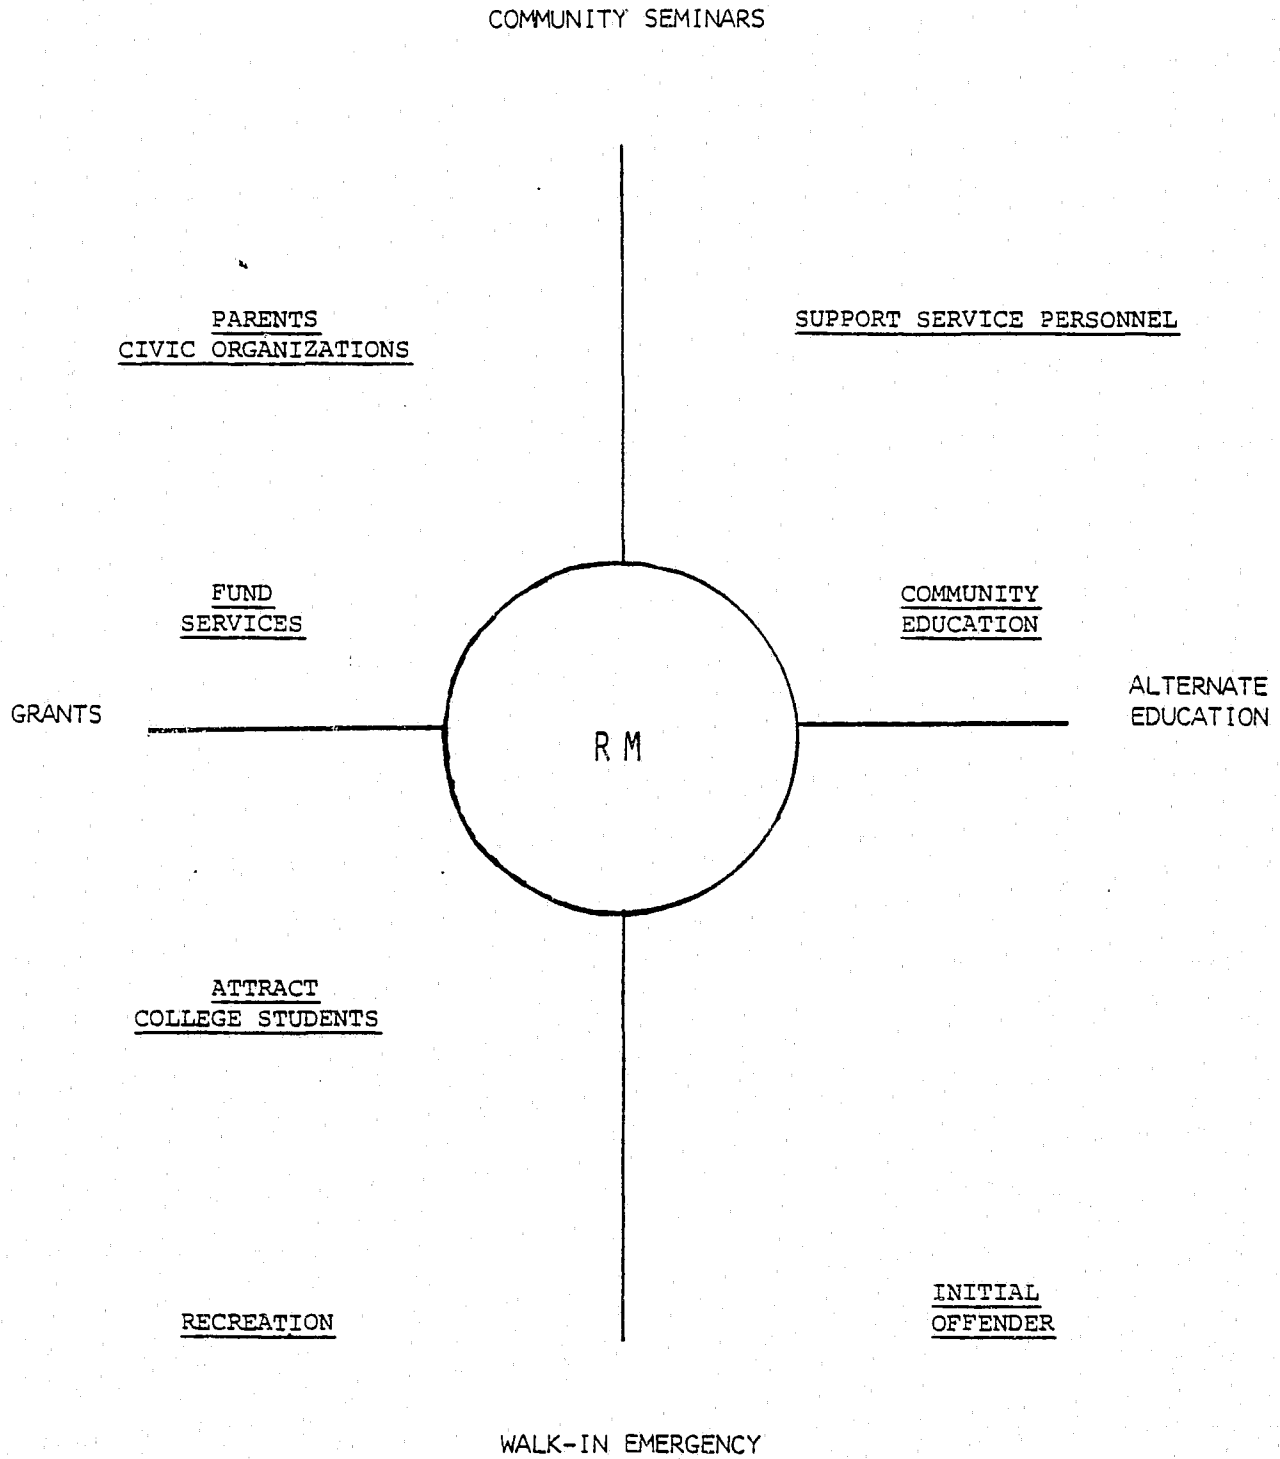 COMMUNITY SEMINARS
PARENTS
CIVIC ORGANIZATIONS
SUPPORT SERVICE PERSONNEL
FUND
SERVICES
COMMUNITY
EDUCATION
GRANTS
ALTERNATE
EDUCATION
R M
ATTRACT
COLLEGE STUDENTS
RECREATION
INITIAL
OFFENDER
WALK-IN EMERGENCY